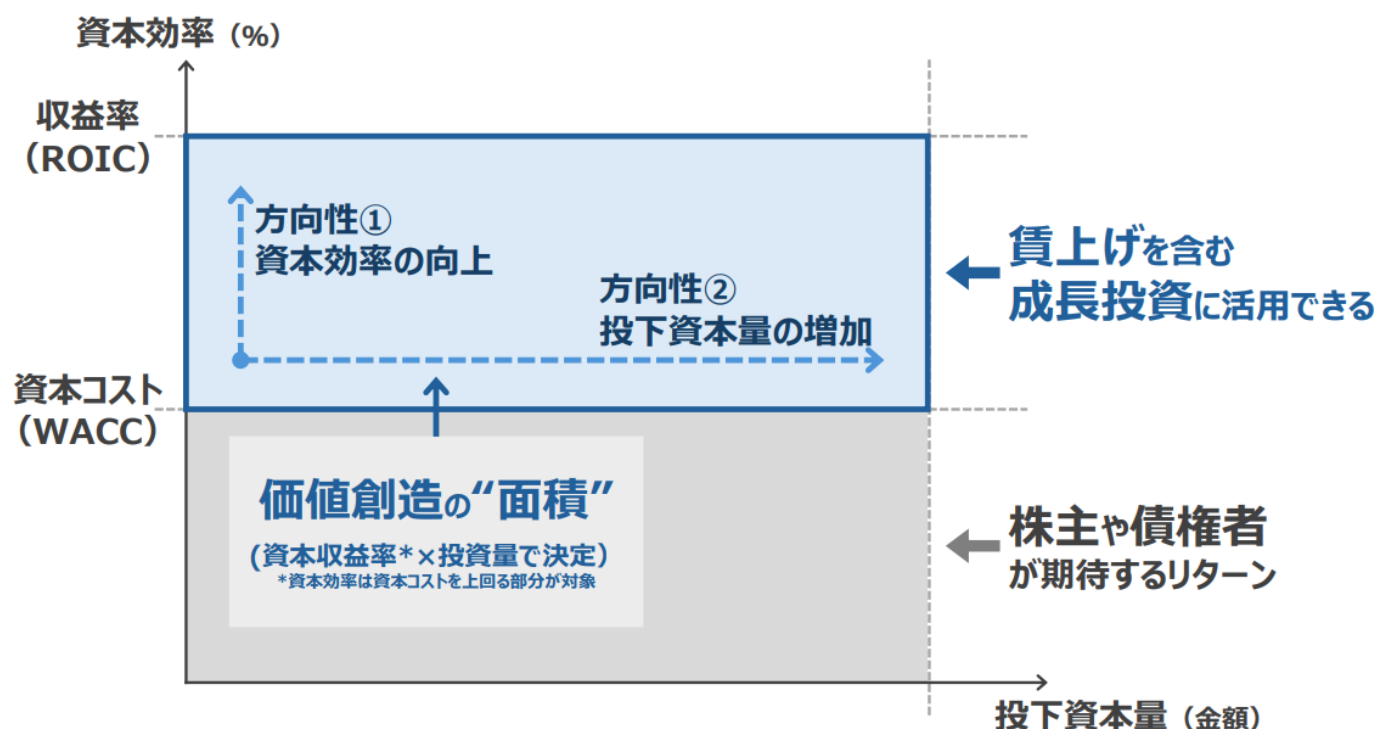 資本効率（%）
収益率
（ROIC）
方向性①
資本効率の向上
方向性②
投下資本量の増加
賃上げを含む
成長投資に活用できる
資本コスト
（WACC）
価値創造の“面積”
(資本収益率*×投資量で決定）
*資本効率は資本コストを上回る部分が対象
株主や債権者
が期待するリターン
投下資本量（金額）